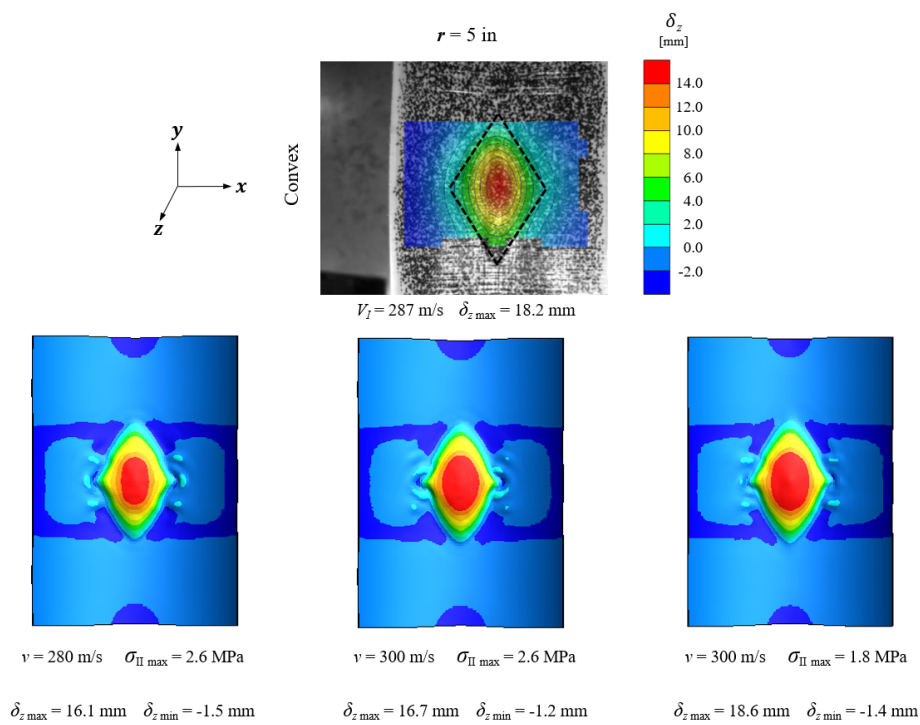 r = 5 in
δz
[mm]
14.0
12.0
10.0
8.0
6.0
4.0
2.0
0.0
-2.0
y
x
z
Convex
VI = 287 m/s δz max = 18.2 mm
v = 280 m/s σII max = 2.6 MPa
v = 300 m/s σII max = 2.6 MPa
v = 300 m/s σII max = 1.8 MPa
δz max = 16.1 mm δz min = -1.5 mm
δz max = 16.7 mm δz min = -1.2 mm
δz max = 18.6 mm δz min = -1.4 mm